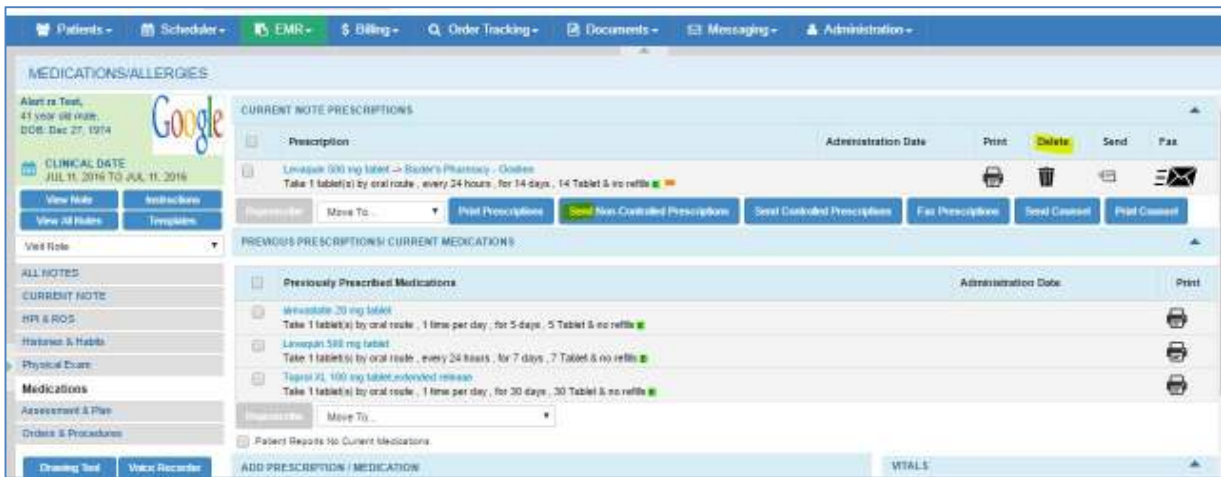 Patients Scheduler EMR $ Billing Order Tracking Documents Messaging Administration
MEDICATIONS/ALLERGIES
Alert rx Test,
41 year old male,
DOB: Dec 27, 1974
Google
CLINICAL DATE
JUL 11, 2016 TO JUL 11, 2016
View Note Instructions
View All Notes Templates
Visit Note
ALL NOTES
CURRENT NOTE
HPI & ROS
Histories & Habits
Physical Exam
Medications
Assessment & Plan
Orders & Procedures
Drawing Tool Voice Recorder
CURRENT NOTE PRESCRIPTIONS
Prescription Administration Date Print Delete Send Fax
Levaquin 500 mg tablet -> Baxter's Pharmacy -
Take 1 tablet(s) by oral route , every 24 hours , for 14 days , 14 Tablet & no refills
Move To... Print Prescriptions Send Non-Controlled Prescriptions Send Controlled Prescriptions Fax Prescriptions Send Counsel Print Counsel
PREVIOUS PRESCRIPTIONS/ CURRENT MEDICATIONS
Previously Prescribed Medications Administration Date Print
20 mg tablet
Take 1 tablet(s) by oral route , 1 time per day , for 5 days , 5 Tablet & no refills
Levaquin 500 mg tablet
Take 1 tablet(s) by oral route , every 24 hours , for 7 days , 7 Tablet & no refills
Toprol XL 100 mg tablet,extended release
Take 1 tablet(s) by oral route , 1 time per day , for 30 days , 30 Tablet & no refills
Move To...
Patient Reports No Current Medications
ADD PRESCRIPTION / MEDICATION VITALS